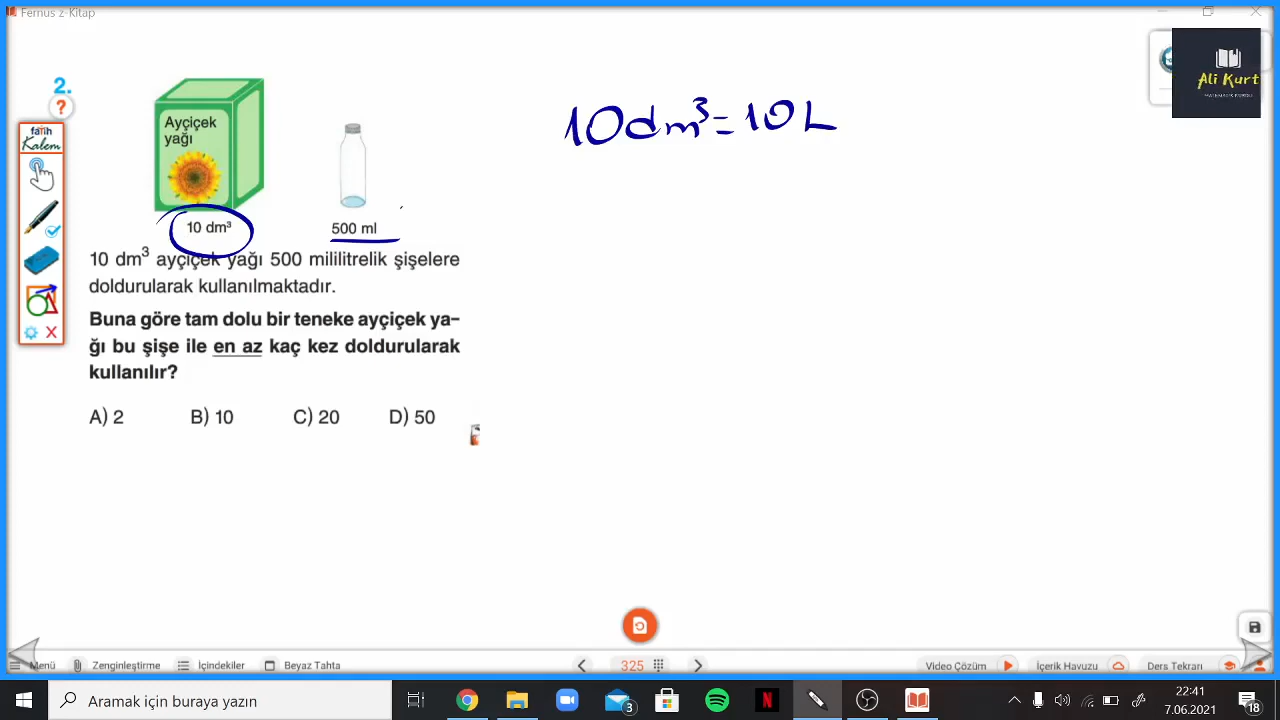 Fernus z-Kitap
Ali Kurt
2.
?
fatih
Kalem
Ayçiçek
yağı
10 dm³
500 ml
10dm³=10L
10 dm³ ayçiçek yağı 500 mililitrelik şişelere
doldurularak kullanılmaktadır.
Buna göre tam dolu bir teneke ayçiçek ya–
ğı bu şişe ile en az kaç kez doldurularak
kullanılır?
A) 2 B) 10 C) 20 D) 50
Menü Zenginleştirme İçindekiler Beyaz Tahta 325 Video Çözüm İçerik Havuzu Ders Tekrarı
Aramak için buraya yazın
3
22:41
7.06.2021
18